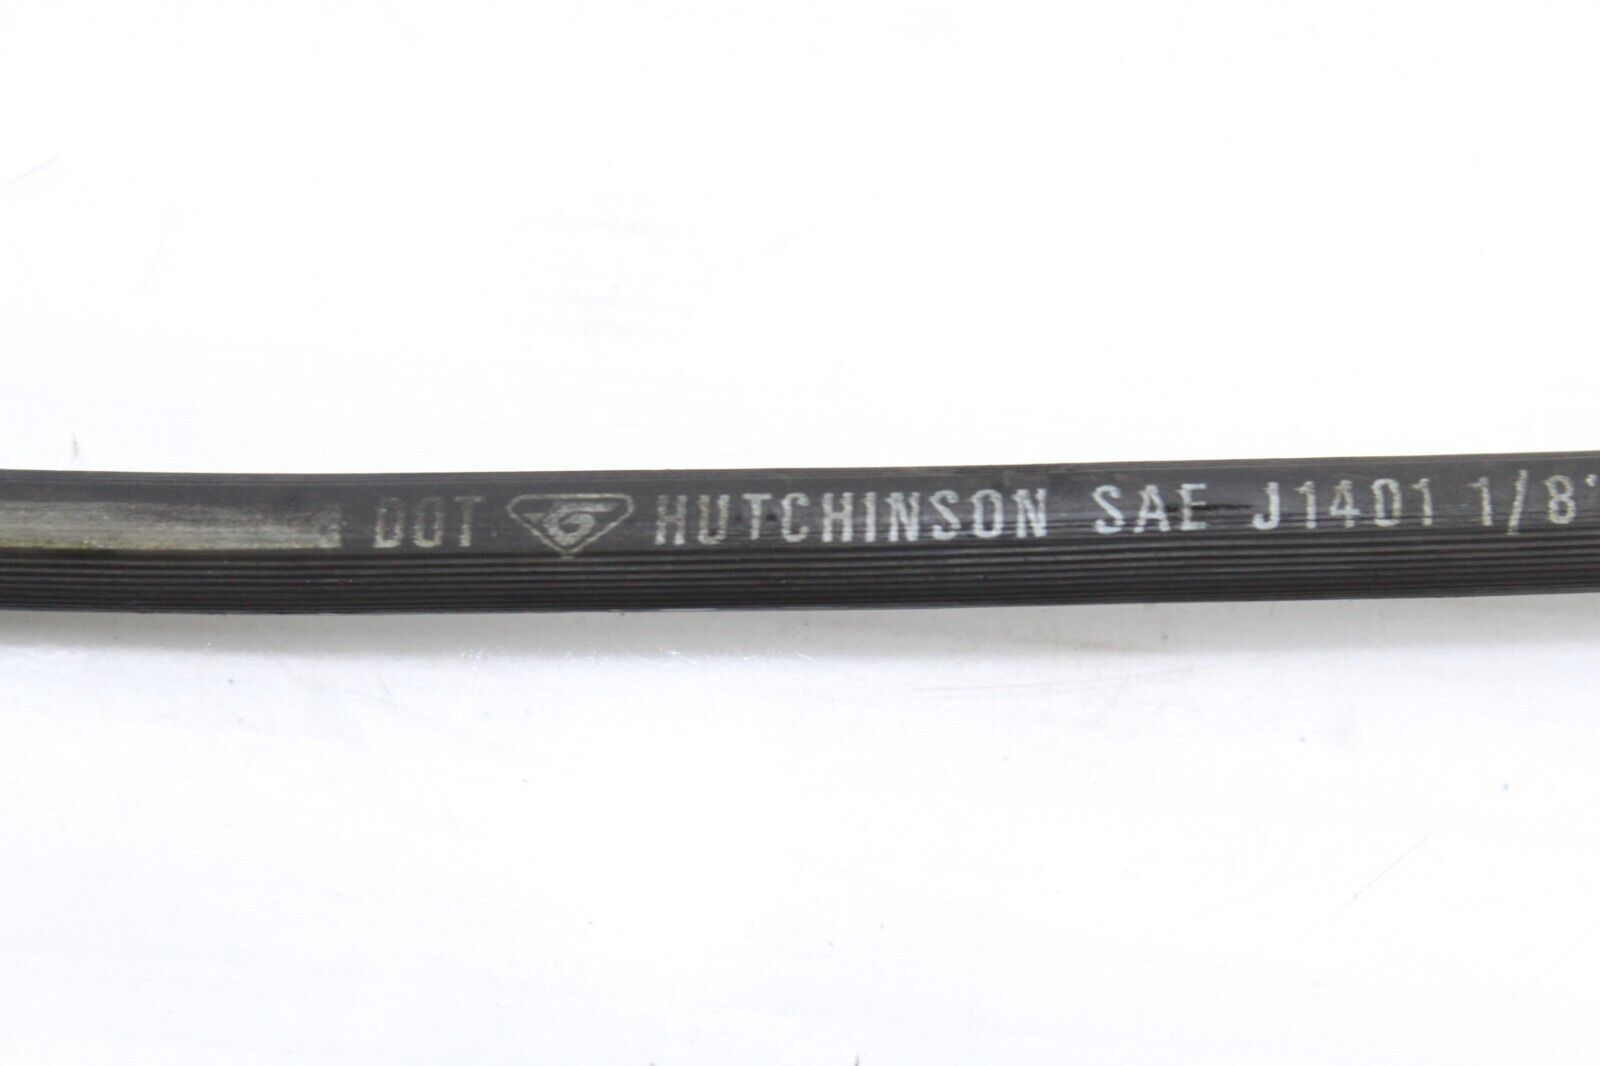 DOT HUTCHINSON SAE J1401 1/8"